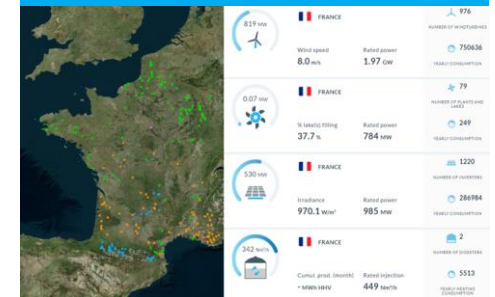 819 MW
FRANCE
Wind speed
8.0 m/s
Rated power
1.97 GW
976
NUMBER OF WINDTURBINES
750636
YEARLY CONSUMPTION
0.07 MW
FRANCE
% lake(s) filling
37.7 %
Rated power
784 MW
79
NUMBER OF PLANTS AND
LAKES
249
YEARLY CONSUMPTION
530 MW
FRANCE
Irradiance
970.1 W/m²
Rated power
985 MW
1220
NUMBER OF INVERTERS
286984
YEARLY CONSUMPTION
342 Nm³/h
FRANCE
Cumul. prod. (month)
- MWh HHV
Rated injection
449 Nm³/h
2
NUMBER OF DIGESTERS
5513
YEARLY HEATING
CONSUMPTION